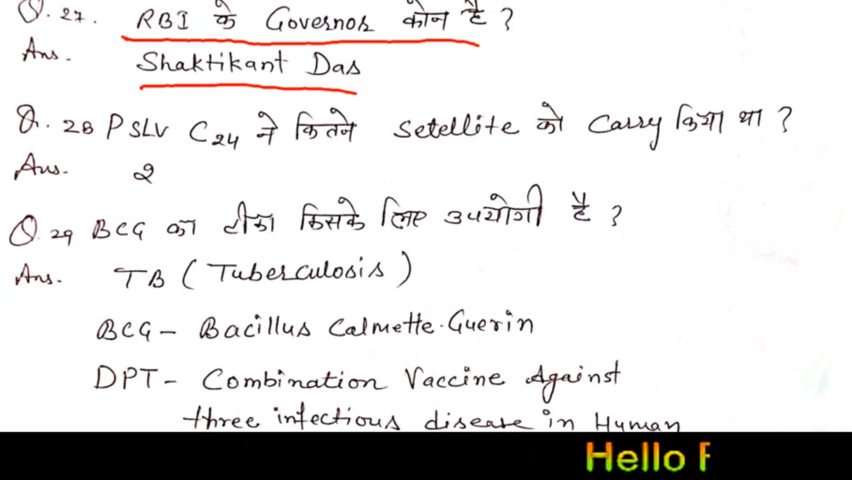 Q. 27. RBI के Governor कौन है ?
Ans. Shaktikant Das
Q. 28 PSLV C24 ने कितने Setellite को Carry किया था ?
Ans. 2
Q. 29 BCG का टीका किसके लिए उपयोगी है ?
Ans. TB ( Tuberculosis )
BCG – Bacillus Calmette-Guerin
DPT – Combination Vaccine Against
three infectious disease in Human
Hello F